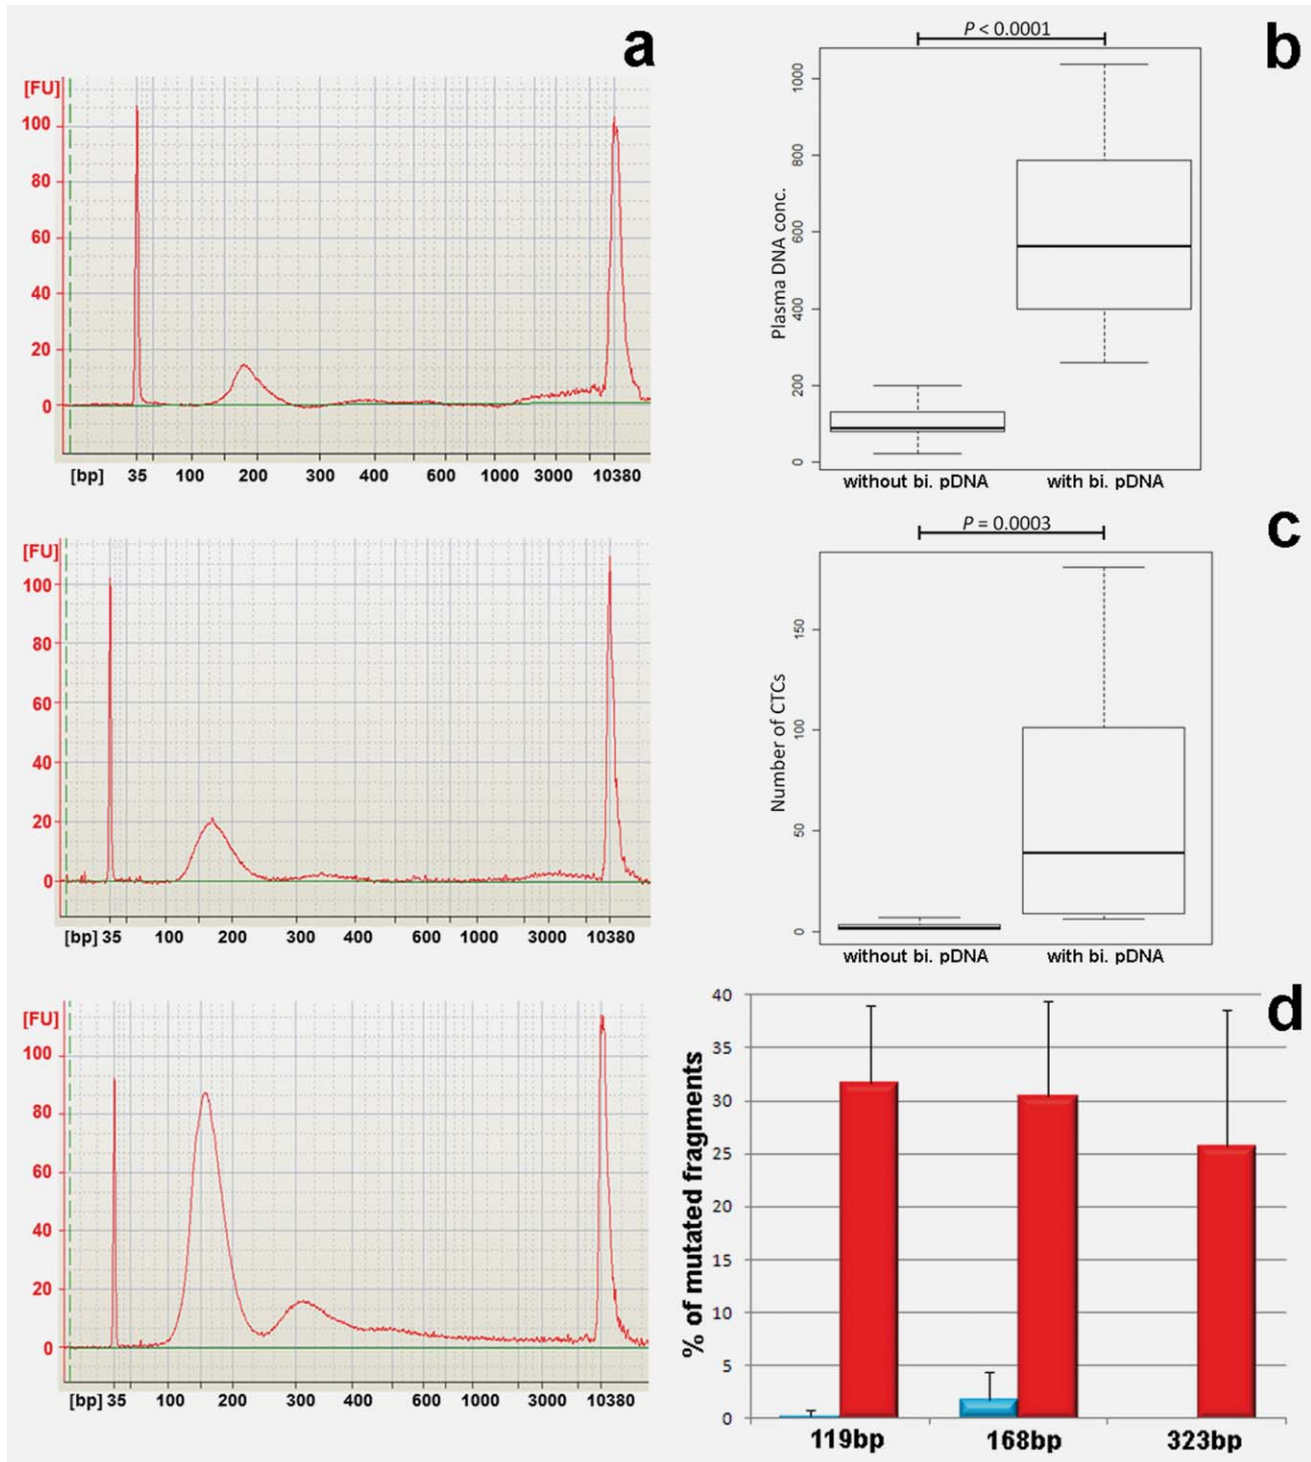 a
[FU]
100
80
60
40
20
0
[bp] 35 100 200 300 400 600 1000 3000 10380
[FU]
100
80
60
40
20
0
[bp] 35 100 200 300 400 600 1000 3000 10380
[FU]
100
80
60
40
20
0
[bp] 35 100 200 300 400 600 1000 3000 10380
b
P < 0.0001
Plasma DNA conc.
1000
800
600
400
200
0
without bi. pDNA with bi. pDNA
c
P = 0.0003
Number of CTCs
150
100
50
0
without bi. pDNA with bi. pDNA
d
% of mutated fragments
40
35
30
25
20
15
10
5
0
119bp 168bp 323bp